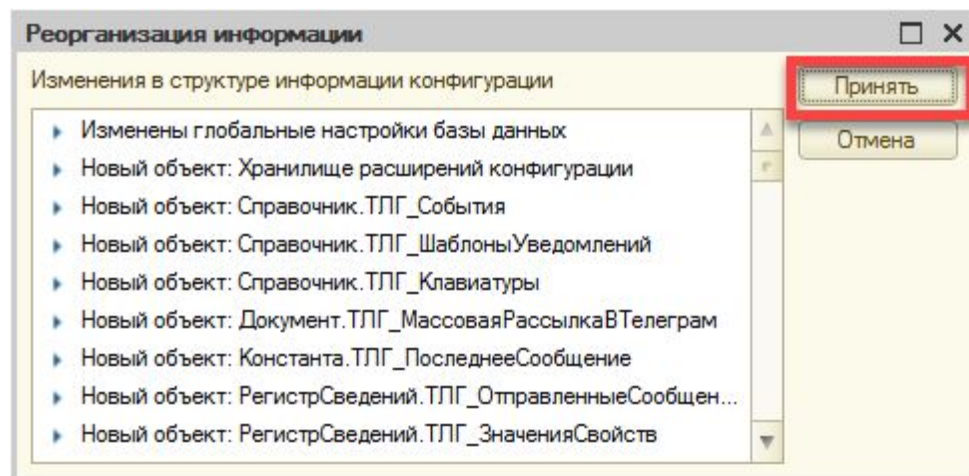 Реорганизация информации
Изменения в структуре информации конфигурации
Принять
Отмена
Изменены глобальные настройки базы данных
Новый объект: Хранилище расширений конфигурации
Новый объект: Справочник.ТЛГ_События
Новый объект: Справочник.ТЛГ_ШаблоныУведомлений
Новый объект: Справочник.ТЛГ_Клавиатуры
Новый объект: Документ.ТЛГ_МассоваяРассылкаВТелеграм
Новый объект: Константа.ТЛГ_ПоследнееСообщение
Новый объект: РегистрСведений.ТЛГ_ОтправленныеСообщен...
Новый объект: РегистрСведений.ТЛГ_ЗначенияСвойств